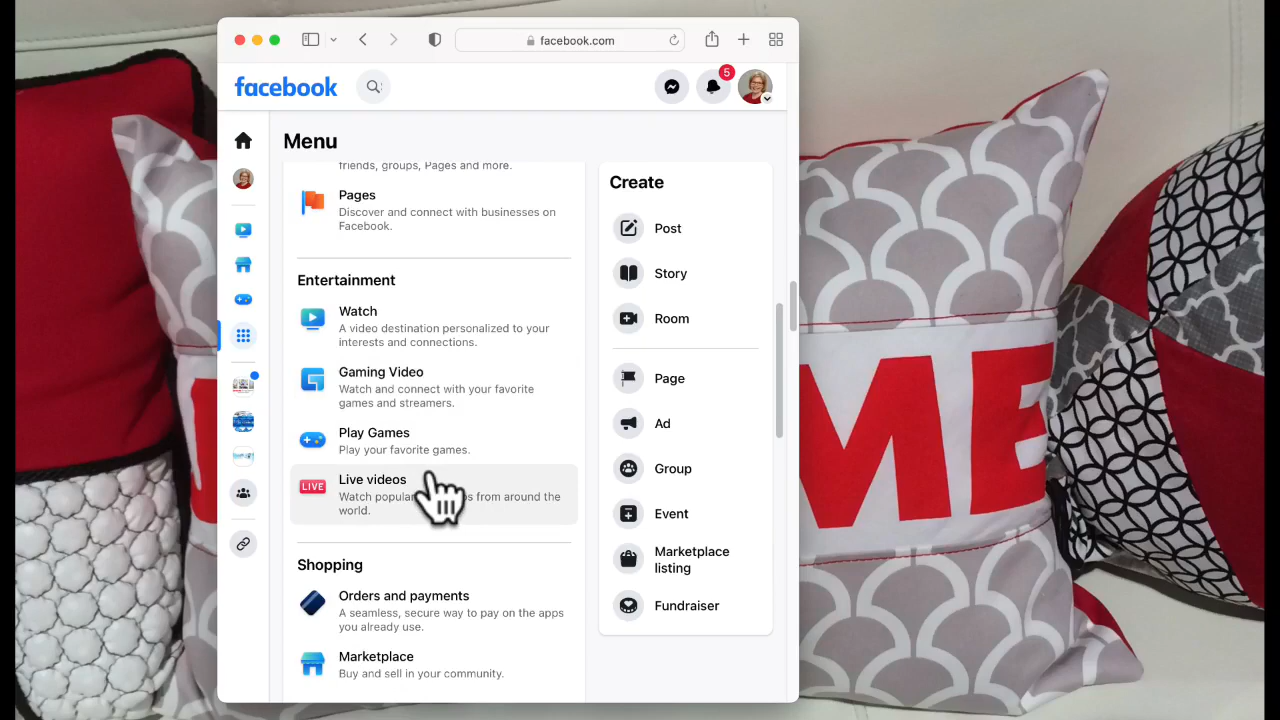 facebook.com
facebook
5
Menu
friends, groups, Pages and more.
Pages
Discover and connect with businesses on
Facebook.
Entertainment
Watch
A video destination personalized to your
interests and connections.
Gaming Video
Watch and connect with your favorite
games and streamers.
Play Games
Play your favorite games.
LIVE
Live videos
Watch popular from around the
world.
Shopping
Orders and payments
A seamless, secure way to pay on the apps
you already use.
Marketplace
Buy and sell in your community.
Create
Post
Story
Room
Page
Ad
Group
Event
Marketplace
listing
Fundraiser
ME